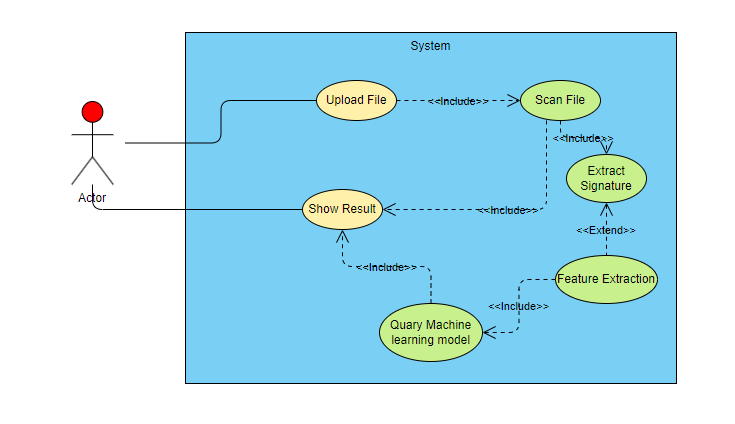 System
Upload File
<<Include>>
Scan File
<<Include>>
Extract
Signature
Actor
Show Result
<<Include>>
<<Extend>>
<<Include>>
Feature Extraction
<<Include>>
Quary Machine
learning model